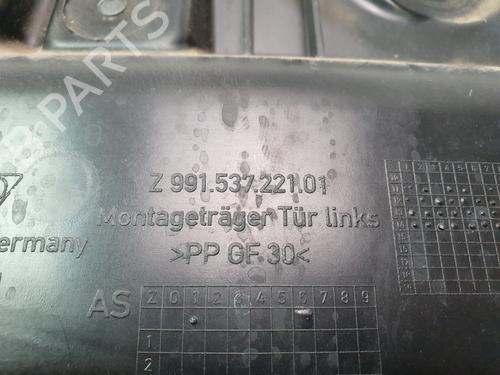 B-PARTS
Z 991.537.221.01
Montageträger Tür links
ermany
>PP GF 30<
AS Z 0 1 2 3 4 5 6 7 8 9
1
2